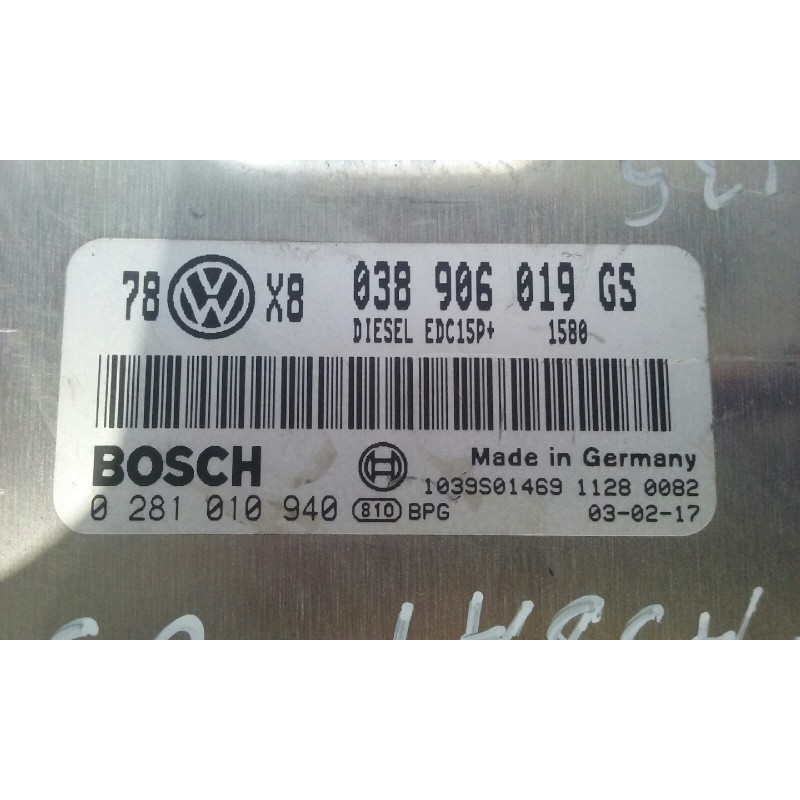 78 VW X8 038 906 019 GS
DIESEL EDC15P+ 1580
BOSCH
Made in Germany
1039S01469 1128 0082
0 281 010 940 810 BPG 03-02-17